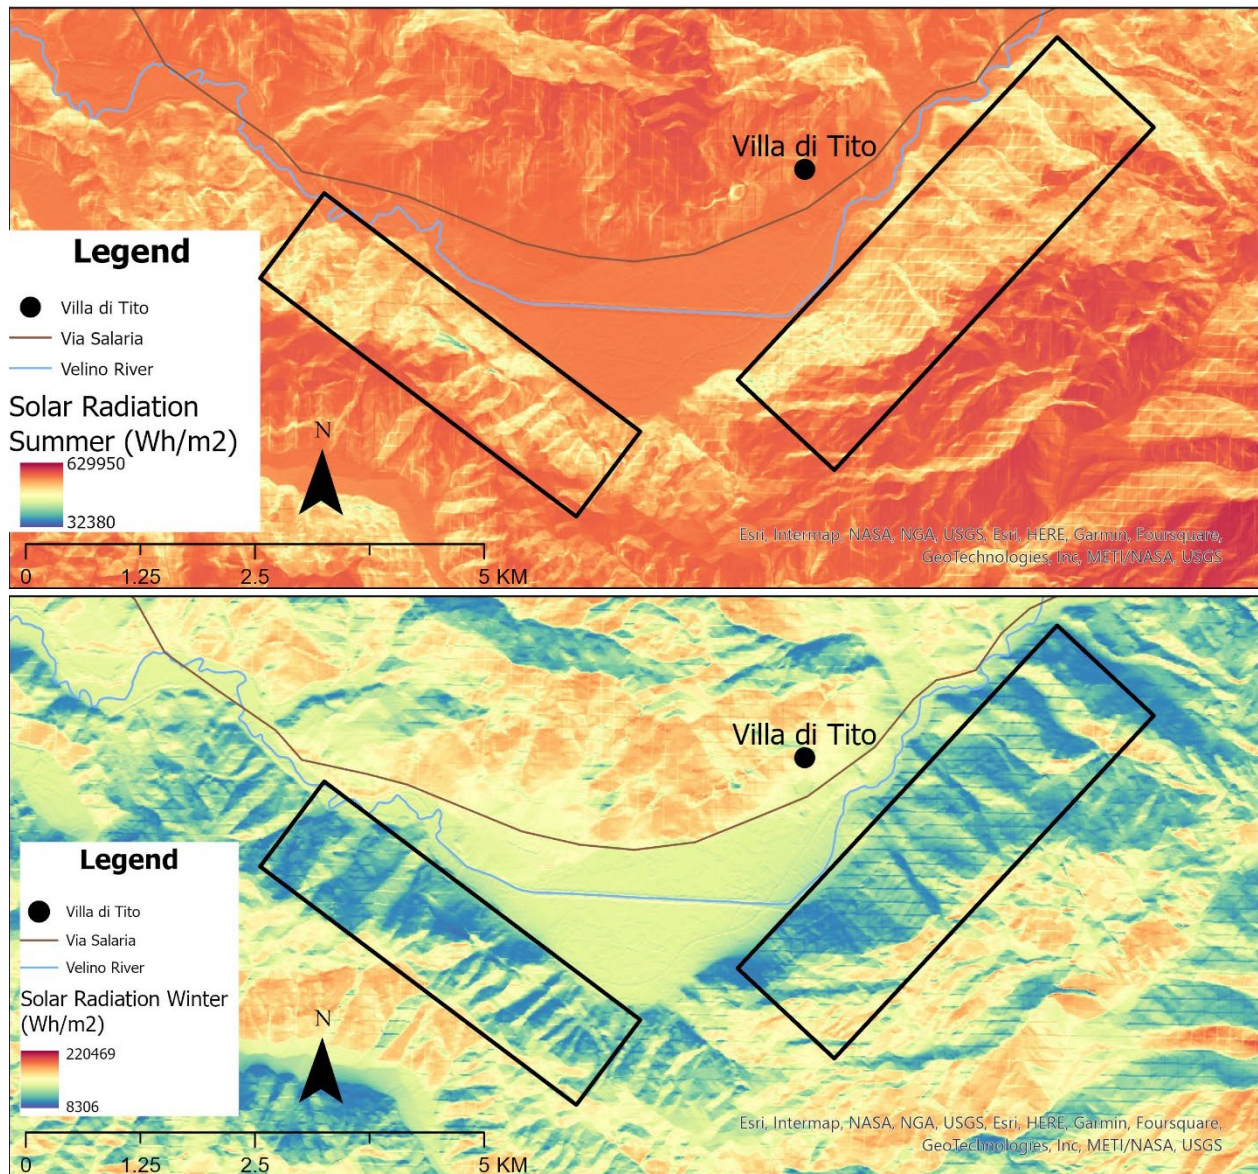 Villa di Tito
Legend
Villa di Tito
Via Salaria
Velino River
Solar Radiation
Summer (Wh/m2)
629950
32380
N
Esri, Intermap, NASA, NGA, USGS, Esri, HERE, Garmin, Foursquare,
GeoTechnologies, Inc, METI/NASA, USGS
0 1.25 2.5 5 KM
Villa di Tito
Legend
Villa di Tito
Via Salaria
Velino River
Solar Radiation Winter
(Wh/m2)
220469
8306
N
Esri, Intermap, NASA, NGA, USGS, Esri, HERE, Garmin, Foursquare,
GeoTechnologies, Inc, METI/NASA, USGS
0 1.25 2.5 5 KM